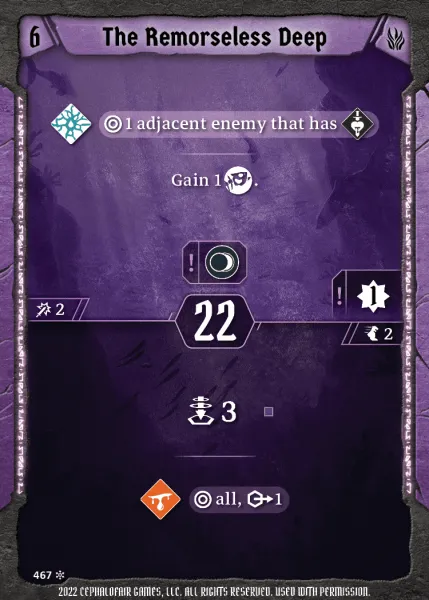 6
The Remorseless Deep
1 adjacent enemy that has
Gain 1 .
!
! 1
2
22
2
3
all, 1
467
2022 CEPHALOFAIR GAMES, LLC. ALL RIGHTS RESERVED. USED WITH PERMISSION.